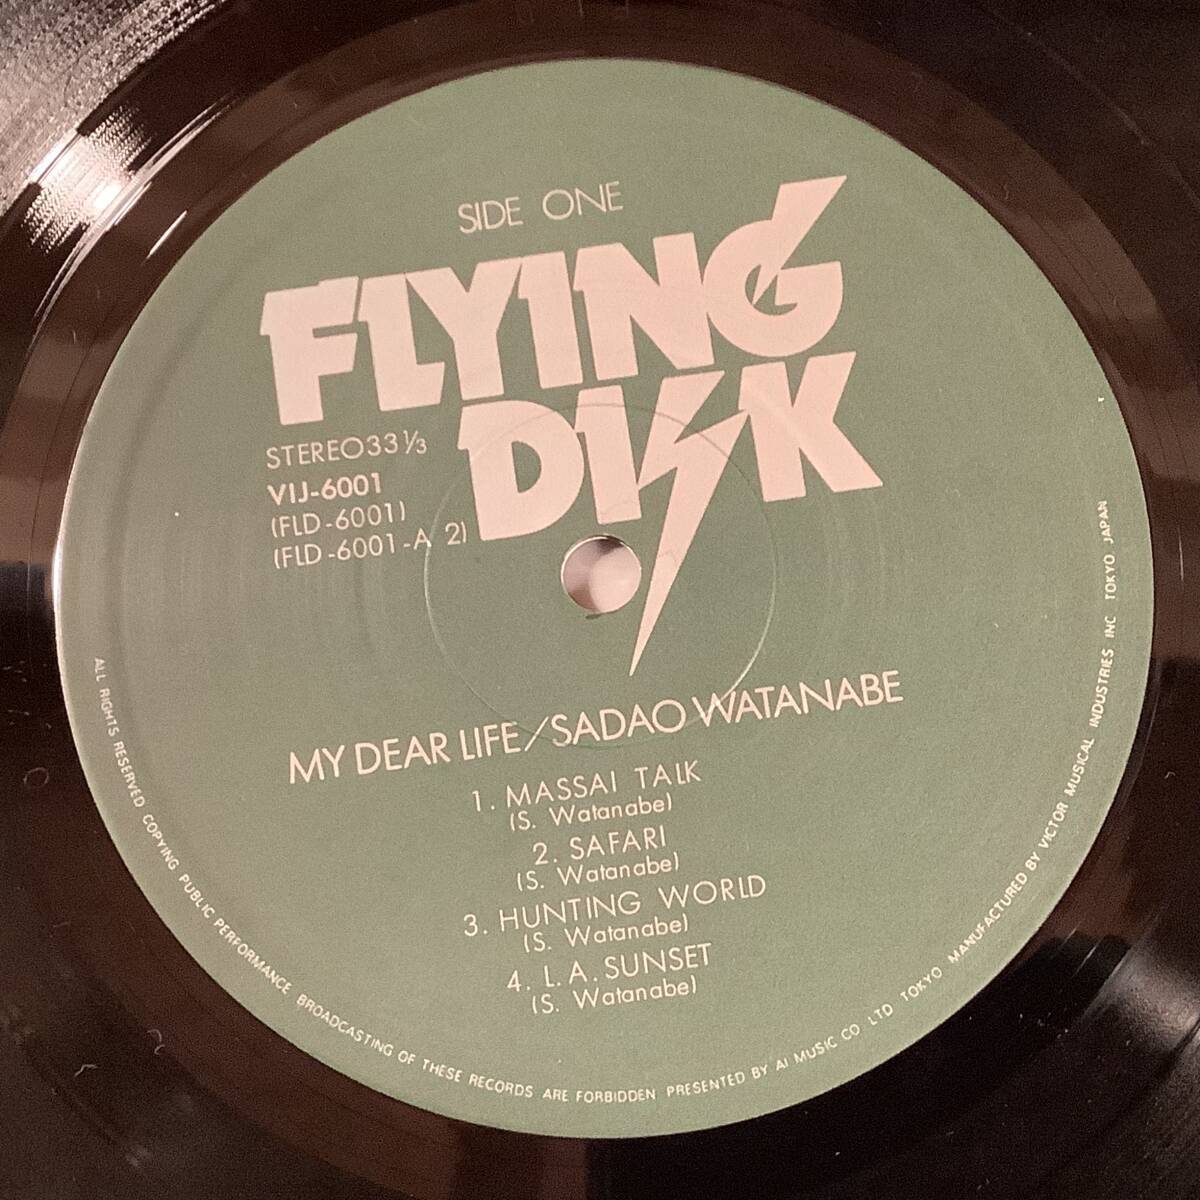 SIDE ONE
FLYING
DISK
STEREO33⅓
VIJ-6001
(FLD-6001)
(FLD-6001-A 2)
MY DEAR LIFE/SADAO WATANABE
1. MASSAI TALK
(S. Watanabe)
2. SAFARI
(S. Watanabe)
3. HUNTING WORLD
(S. Watanabe)
4. L.A. SUNSET
(S. Watanabe)
ALL RIGHTS RESERVED COPYING PUBLIC PERFORMANCE BROADCASTING OF THESE RECORDS ARE FORBIDDEN PRESENTED BY AI MUSIC CO LTD TOKYO MANUFACTURED BY VICTOR MUSICAL INDUSTRIES INC TOKYO JAPAN